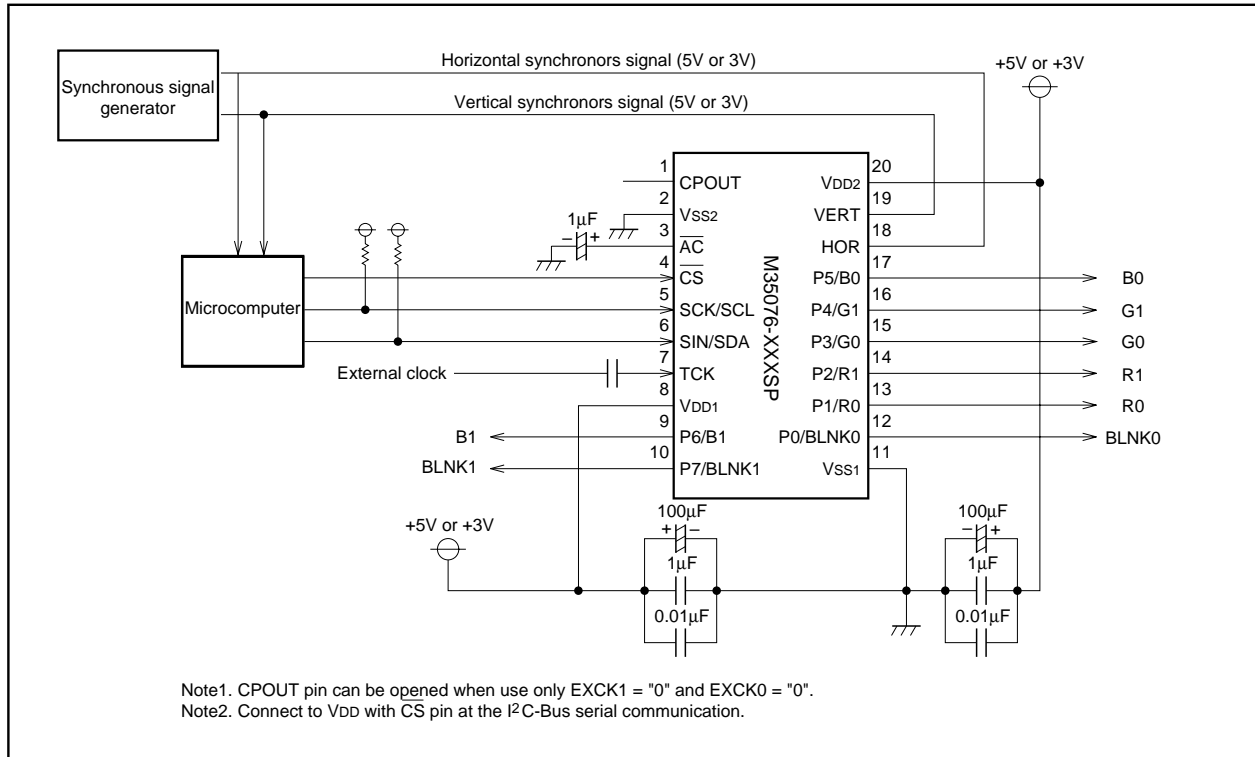 Horizontal synchronors signal (5V or 3V)
+5V or +3V
Synchronous signal
generator
Vertical synchronors signal (5V or 3V)
1
CPOUT
20
VDD2
2
VSS2
19
VERT
1μF
− +
3
AC
18
HOR
4
CS
17
P5/B0
B0
Microcomputer
5
SCK/SCL
16
P4/G1
G1
6
SIN/SDA
15
P3/G0
G0
External clock
7
TCK
14
P2/R1
R1
8
VDD1
13
P1/R0
R0
B1
9
P6/B1
12
P0/BLNK0
BLNK0
BLNK1
10
P7/BLNK1
11
VSS1
M35076-XXXSP
+5V or +3V
100μF
+ −
1μF
0.01μF
100μF
− +
1μF
0.01μF
Note1. CPOUT pin can be opened when use only EXCK1 = "0" and EXCK0 = "0".
Note2. Connect to VDD with CS pin at the I2C-Bus serial communication.